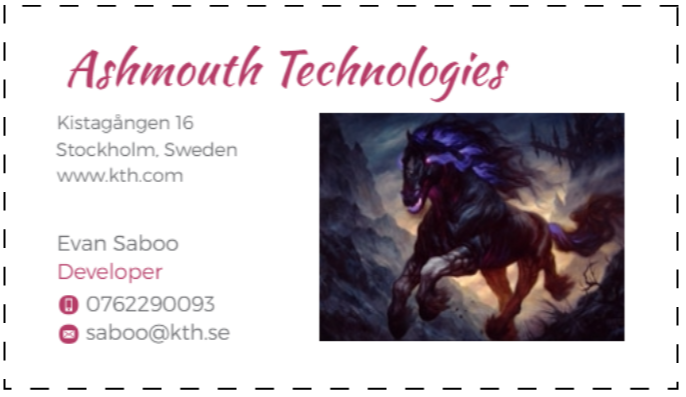 Ashmouth Technologies
Kistagången 16
Stockholm, Sweden
www.kth.com
Evan Saboo
Developer
0762290093
saboo@kth.se